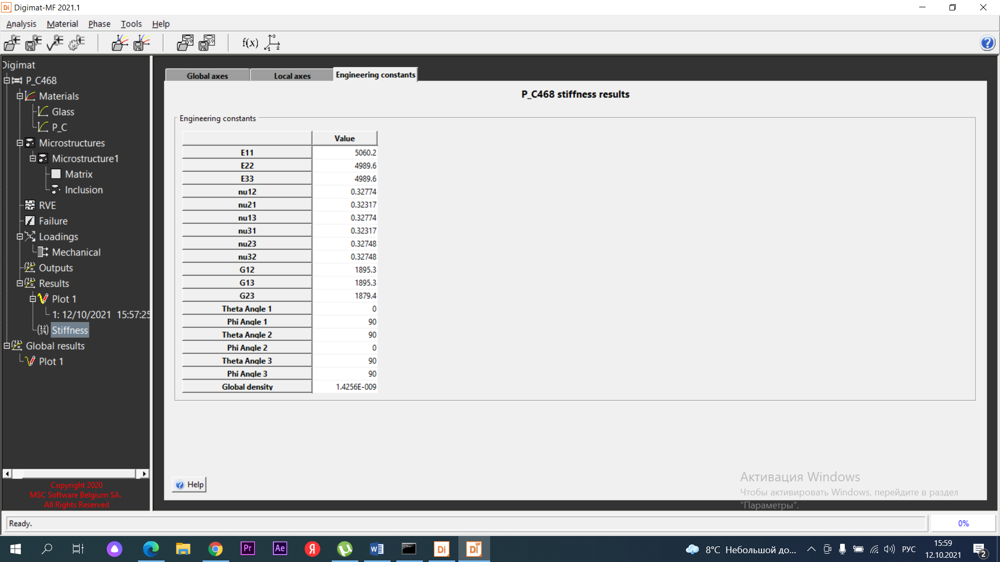 Di Digimat-MF 2021.1
Analysis Material Phase Tools Help
f(x)
Digimat
P_C468
Materials
Glass
P_C
Microstructures
Microstructure1
Matrix
Inclusion
RVE
Failure
Loadings
Mechanical
Outputs
Results
Plot 1
1: 12/10/2021 15:57:25
Stiffness
Global results
Plot 1
Copyright 2020
MSC Software Belgium SA.
All Rights Reserved
Global axes Local axes Engineering constants
P_C468 stiffness results
Engineering constants
Value
E11 5060.2
E22 4989.6
E33 4989.6
nu12 0.32774
nu21 0.32317
nu13 0.32774
nu31 0.32317
nu23 0.32748
nu32 0.32748
G12 1895.3
G13 1895.3
G23 1879.4
Theta Angle 1 0
Phi Angle 1 90
Theta Angle 2 90
Phi Angle 2 0
Theta Angle 3 90
Phi Angle 3 90
Global density 1.4256E-009
Help
Активация Windows
Чтобы активировать Windows, перейдите в раздел
"Параметры".
Ready. 0%
Pr Ae Я W Di DI MF
8°C Небольшой до... РУС 15:59
12.10.2021 2